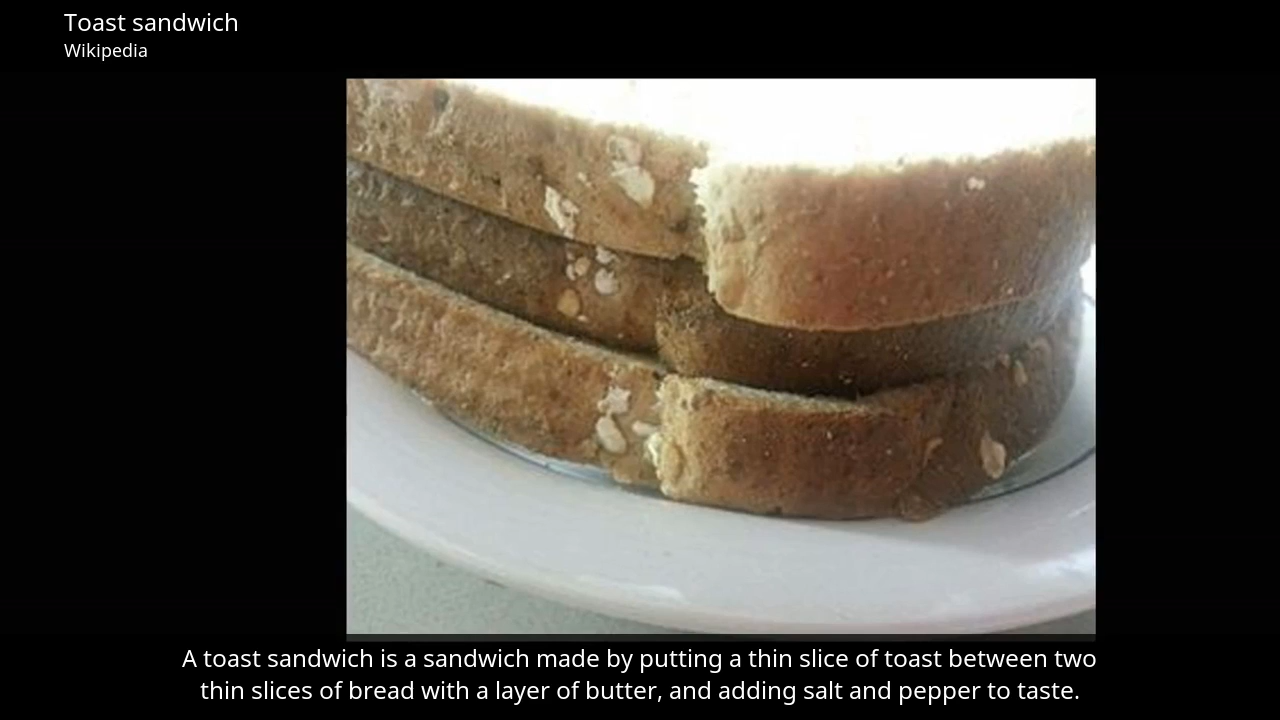 Toast sandwich
Wikipedia
A toast sandwich is a sandwich made by putting a thin slice of toast between two
thin slices of bread with a layer of butter, and adding salt and pepper to taste.